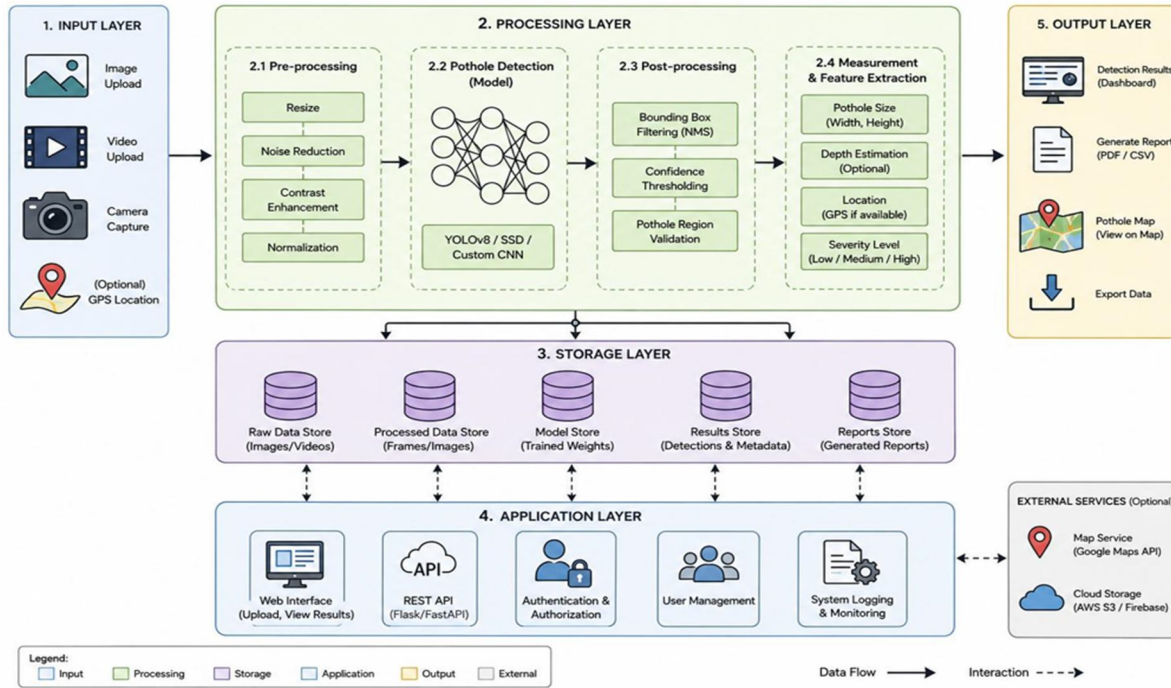 1. INPUT LAYER
Image
Upload
Video
Upload
Camera
Capture
(Optional)
GPS Location
2. PROCESSING LAYER
2.1 Pre-processing
Resize
Noise Reduction
Contrast
Enhancement
Normalization
2.2 Pothole Detection
(Model)
YOLOv8 / SSD /
Custom CNN
2.3 Post-processing
Bounding Box
Filtering (NMS)
Confidence
Thresholding
Pothole Region
Validation
2.4 Measurement
& Feature Extraction
Pothole Size
(Width, Height)
Depth Estimation
(Optional)
Location
(GPS if available)
Severity Level
(Low / Medium / High)
5. OUTPUT LAYER
Detection Results
(Dashboard)
Generate Report
(PDF / CSV)
Pothole Map
(View on Map)
Export Data
3. STORAGE LAYER
Raw Data Store
(Images/Videos)
Processed Data Store
(Frames/Images)
Model Store
(Trained Weights)
Results Store
(Detections & Metadata)
Reports Store
(Generated Reports)
4. APPLICATION LAYER
Web Interface
(Upload, View Results)
API
REST API
(Flask/FastAPI)
Authentication &
Authorization
User Management
System Logging
& Monitoring
EXTERNAL SERVICES (Optional
Map Service
(Google Maps API)
Cloud Storage
(AWS S3 / Firebase)
Legend:
Input
Processing
Storage
Application
Output
External
Data Flow
Interaction